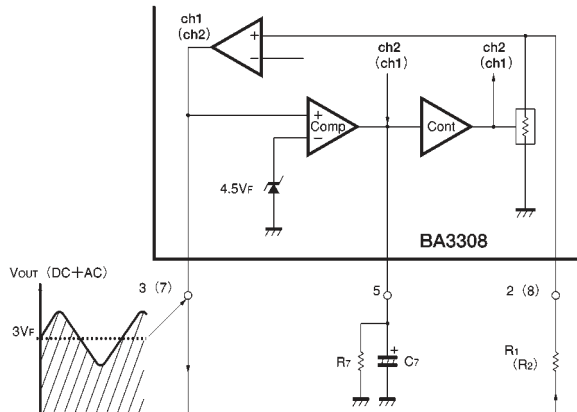 ch1
(ch2)
+
−
ch2
(ch1)
ch2
(ch1)
+
Comp
−
Cont
4.5VF
BA3308
VOUT (DC+AC)
3 (7)
5
2 (8)
3VF
R7
+
C7
R1
(R2)